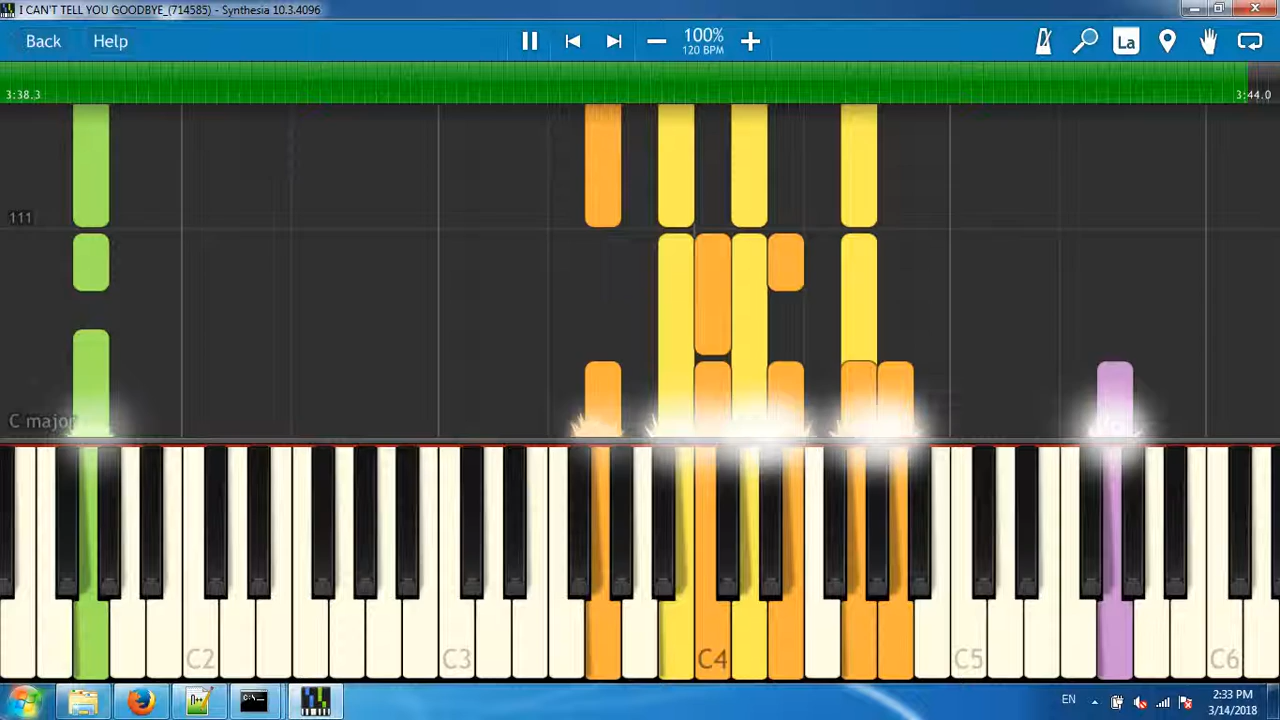 I CAN'T TELL YOU GOODBYE_(714585) - Synthesia 10.3.4096
Back Help
100%
120 BPM
La
3:38.3
3:44.0
111
C major
C2 C3 C4 C5 C6
EN
2:33 PM
3/14/2018